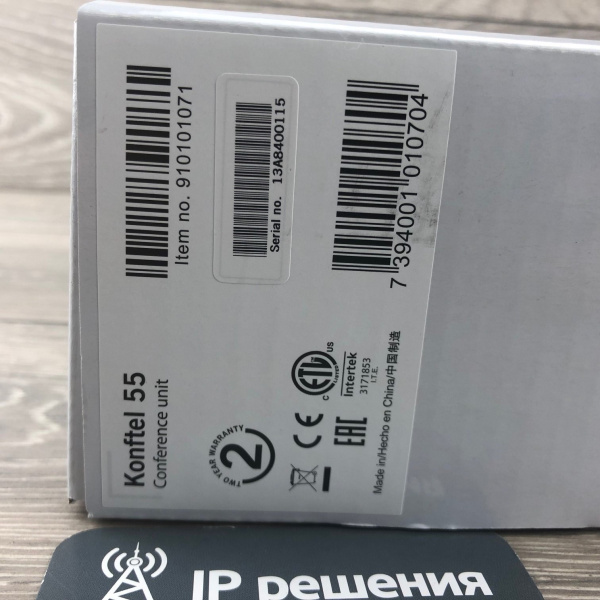 Konftel 55
Conference unit
Item no. 910101071
Serial no. 13A8400115
7 394001 010704
TWO YEAR WARRANTY
2
CE
EAC
C ETL US
Intertek
3171853
I.T.E.
Made in/Hecho en China/中国制造
IP решения